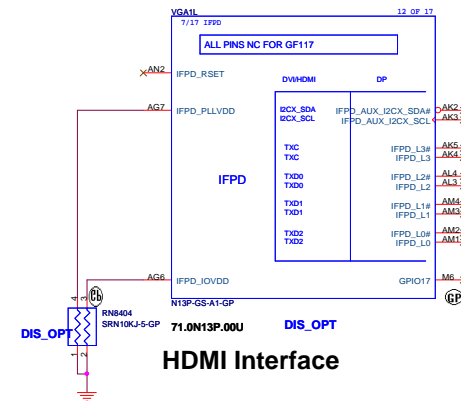 VGA1L
12 OF 17
7/17 IFPD
ALL PINS NC FOR GF117
AN2
IFPD_RSET
DVI/HDMI
DP
AG7
IFPD_PLLVDD
I2CX_SDA
IFPD_AUX_I2CX_SDA#
AK2
I2CX_SCL
IFPD_AUX_I2CX_SCL
AK3
TXC
IFPD_L3#
AK5
TXC
IFPD_L3
AK4
IFPD
TXD0
IFPD_L2#
AL4
TXD0
IFPD_L2
AL3
TXD1
IFPD_L1#
AM4
TXD1
IFPD_L1
AM3
TXD2
IFPD_L0#
AM2
TXD2
IFPD_L0
AM1
AG6
IFPD_IOVDD
GPIO17
M6
N13P-GS-A1-GP
4
3
RN8404
SRN10KJ-5-GP
71.0N13P.00U
DIS_OPT
DIS_OPT
1
2
HDMI Interface